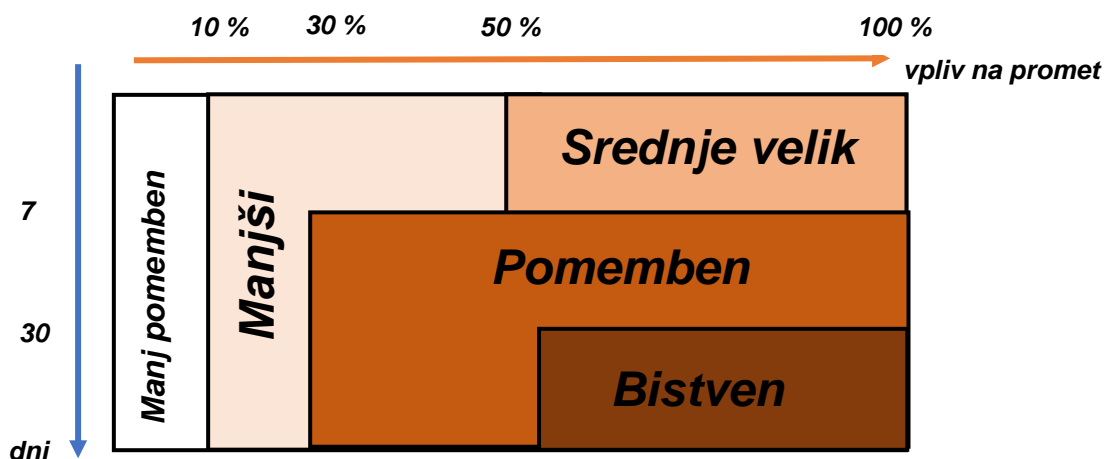 10 %
30 %
50 %
100 %
vpliv na promet
Manj pomemben
Manjši
Srednje velik
7
Pomemben
30
Bistven
dni